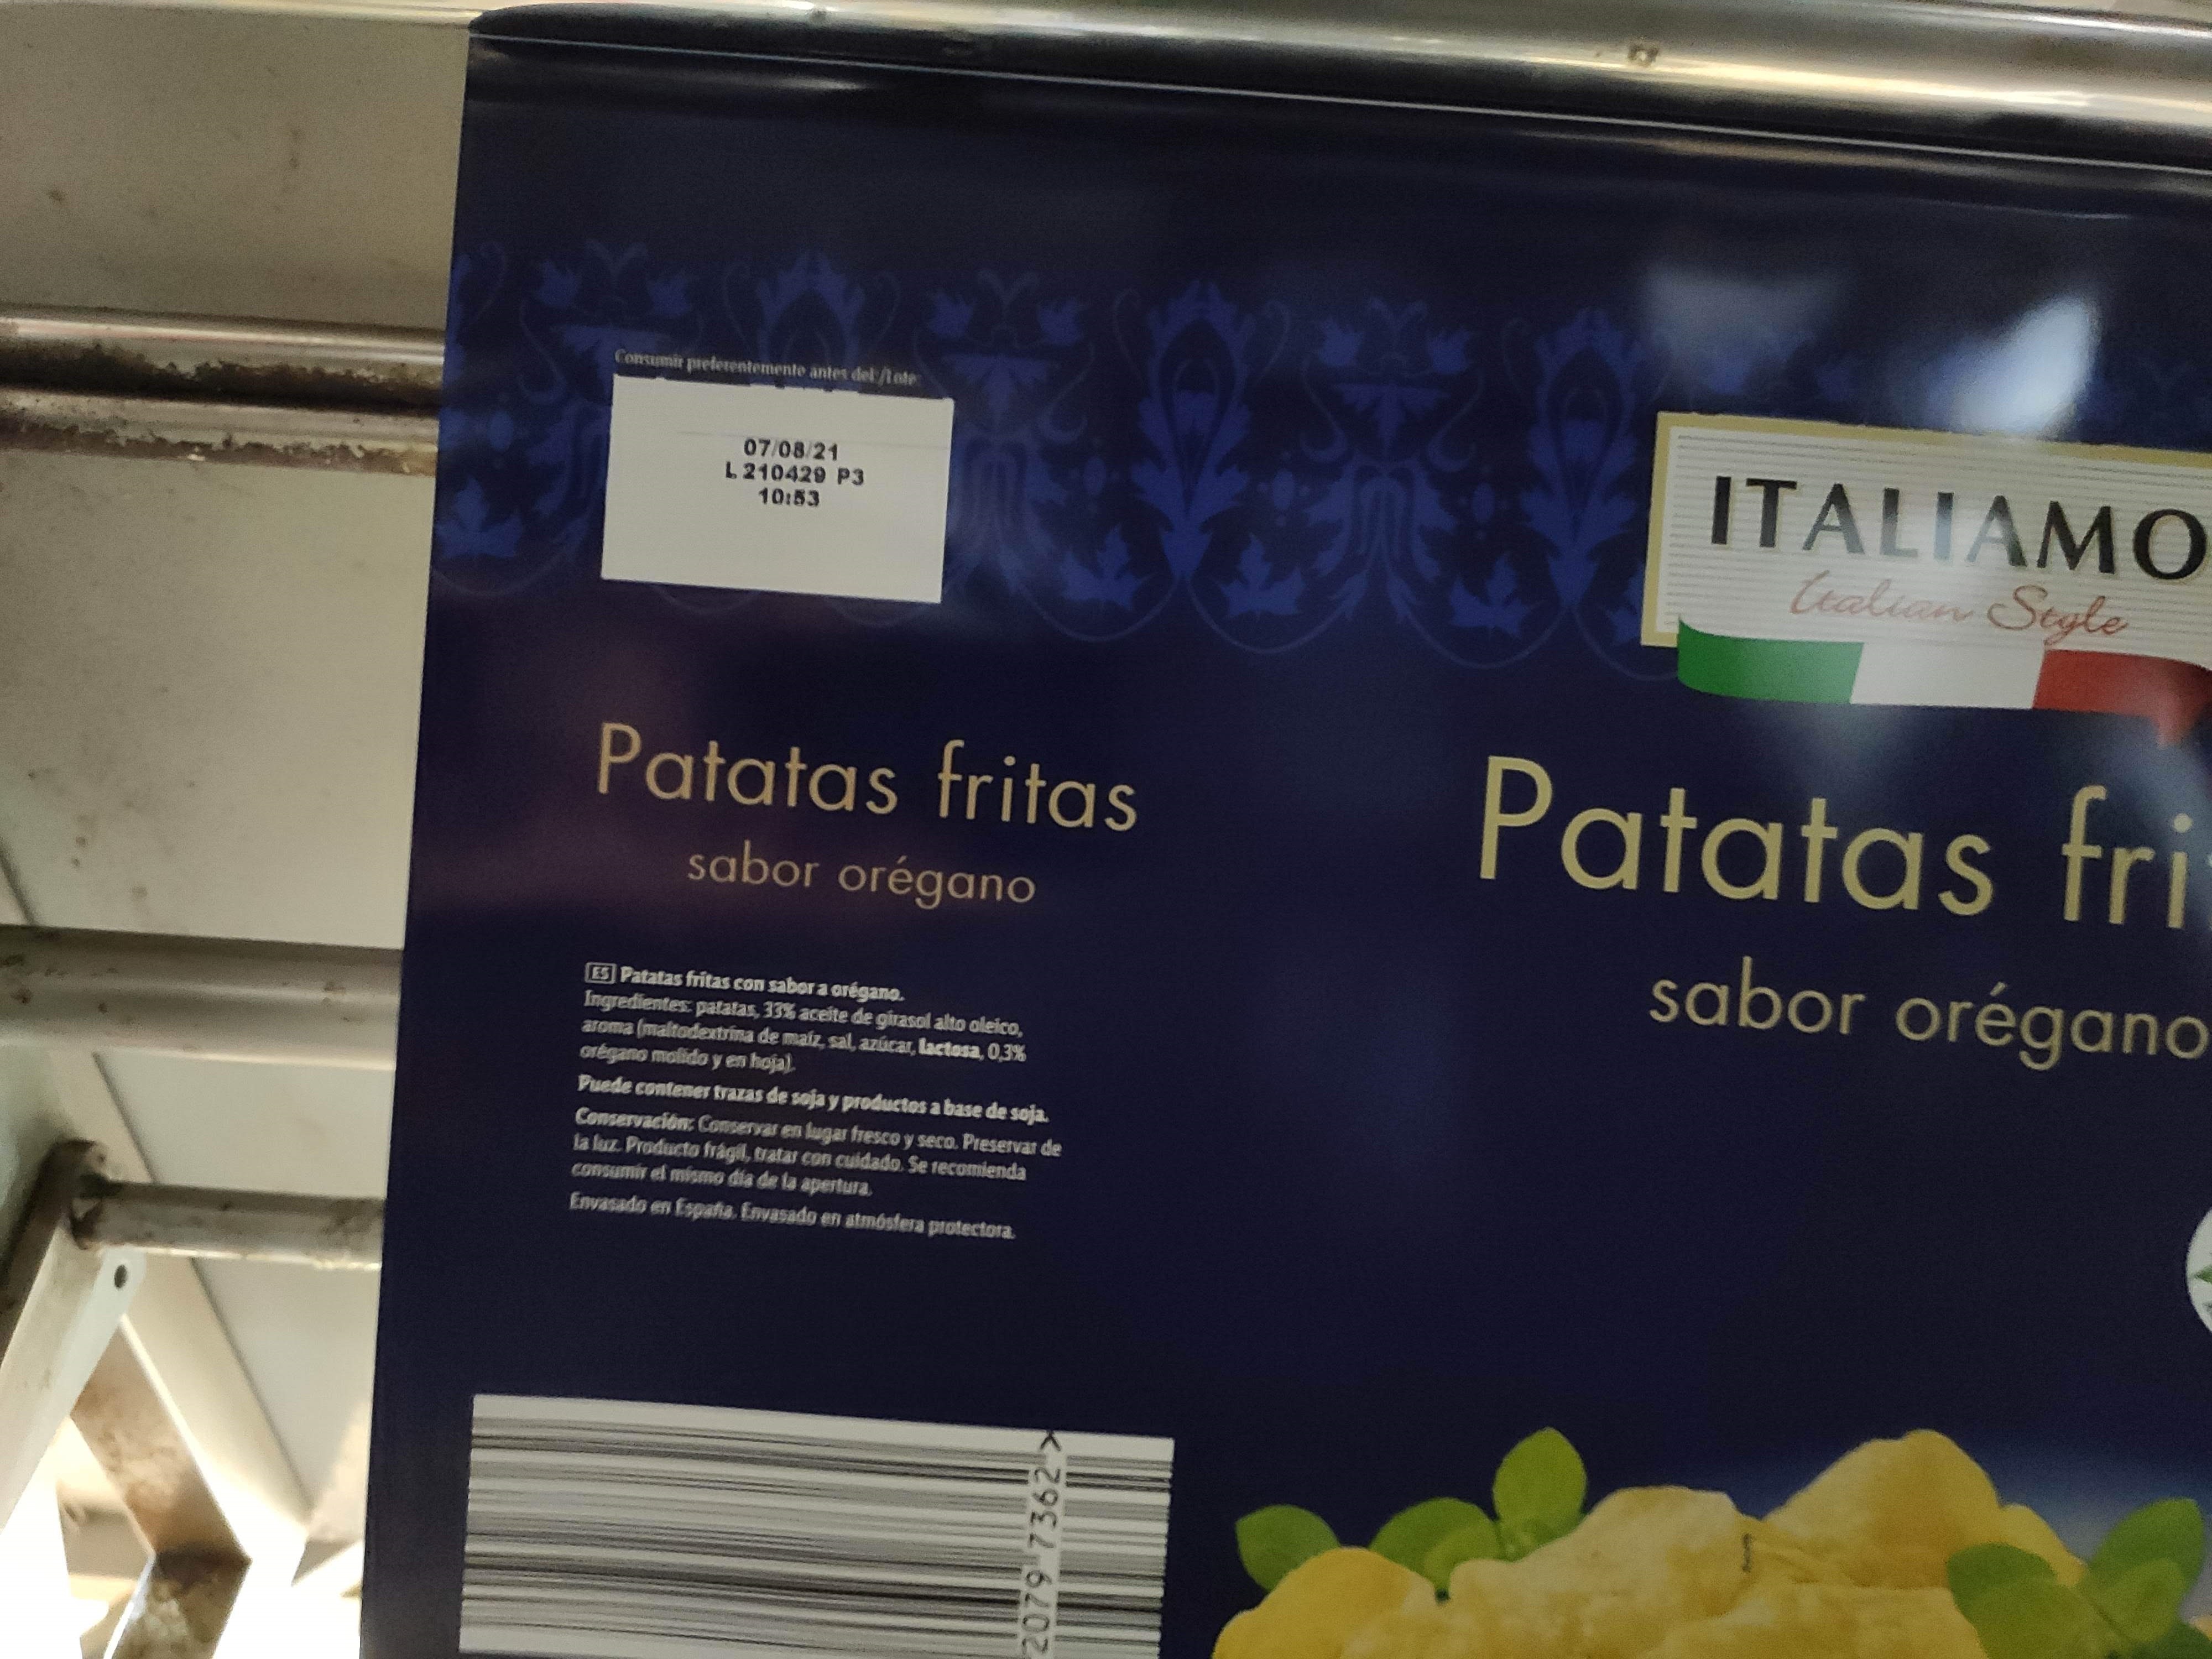 Consumir preferentemente antes del:/Lote:
07/08/21
L 210429 P3
10:53
ITALIAMO
Italian Style
Patatas fritas
sabor orégano
Patatas fri
sabor orégano
ES Patatas fritas con sabor a orégano.
Ingredientes: patatas, 33% aceite de girasol alto oleico,
aroma (maltodextrina de maíz, sal, azúcar, lactosa, 0,3%
orégano molido y en hoja).
Puede contener trazas de soja y productos a base de soja.
Conservación: Conservar en lugar fresco y seco. Preservar de
la luz. Producto frágil, tratar con cuidado. Se recomienda
consumir el mismo día de la apertura.
Envasado en España. Envasado en atmósfera protectora.
2079 7362 >